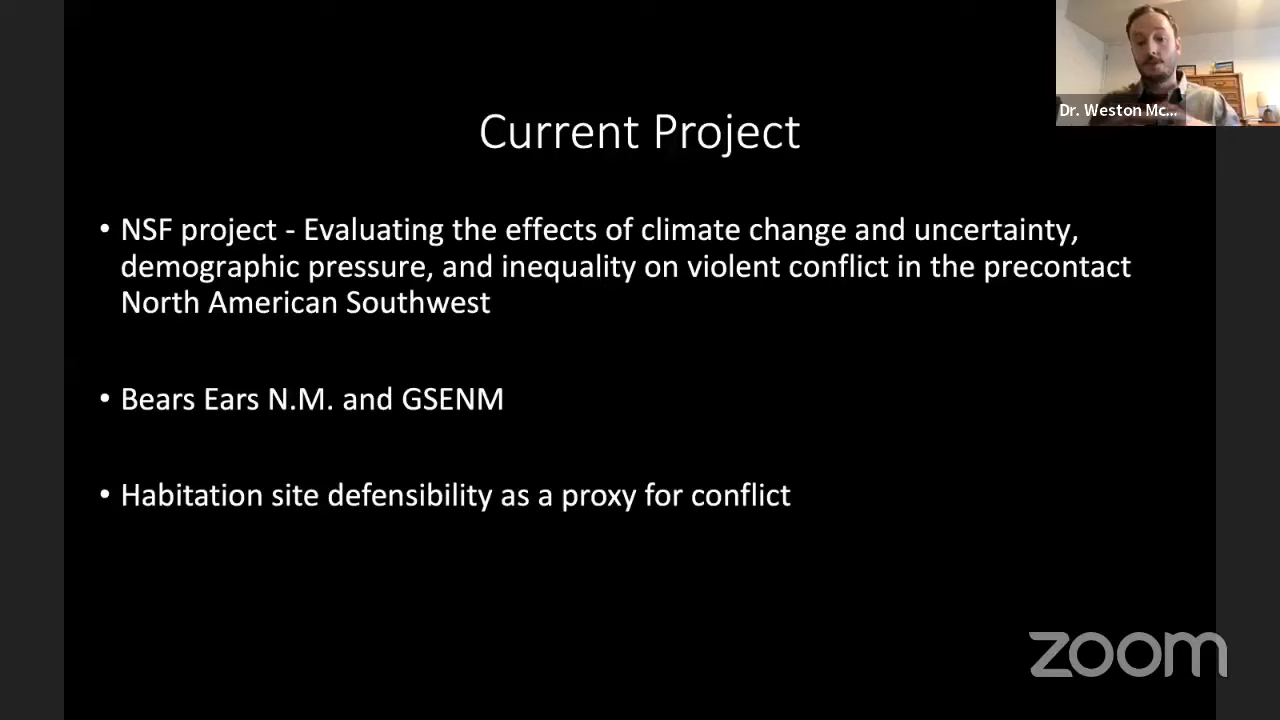 Dr. Weston Mc...
Current Project
• NSF project - Evaluating the effects of climate change and uncertainty,
demographic pressure, and inequality on violent conflict in the precontact
North American Southwest
• Bears Ears N.M. and GSENM
• Habitation site defensibility as a proxy for conflict
zoom